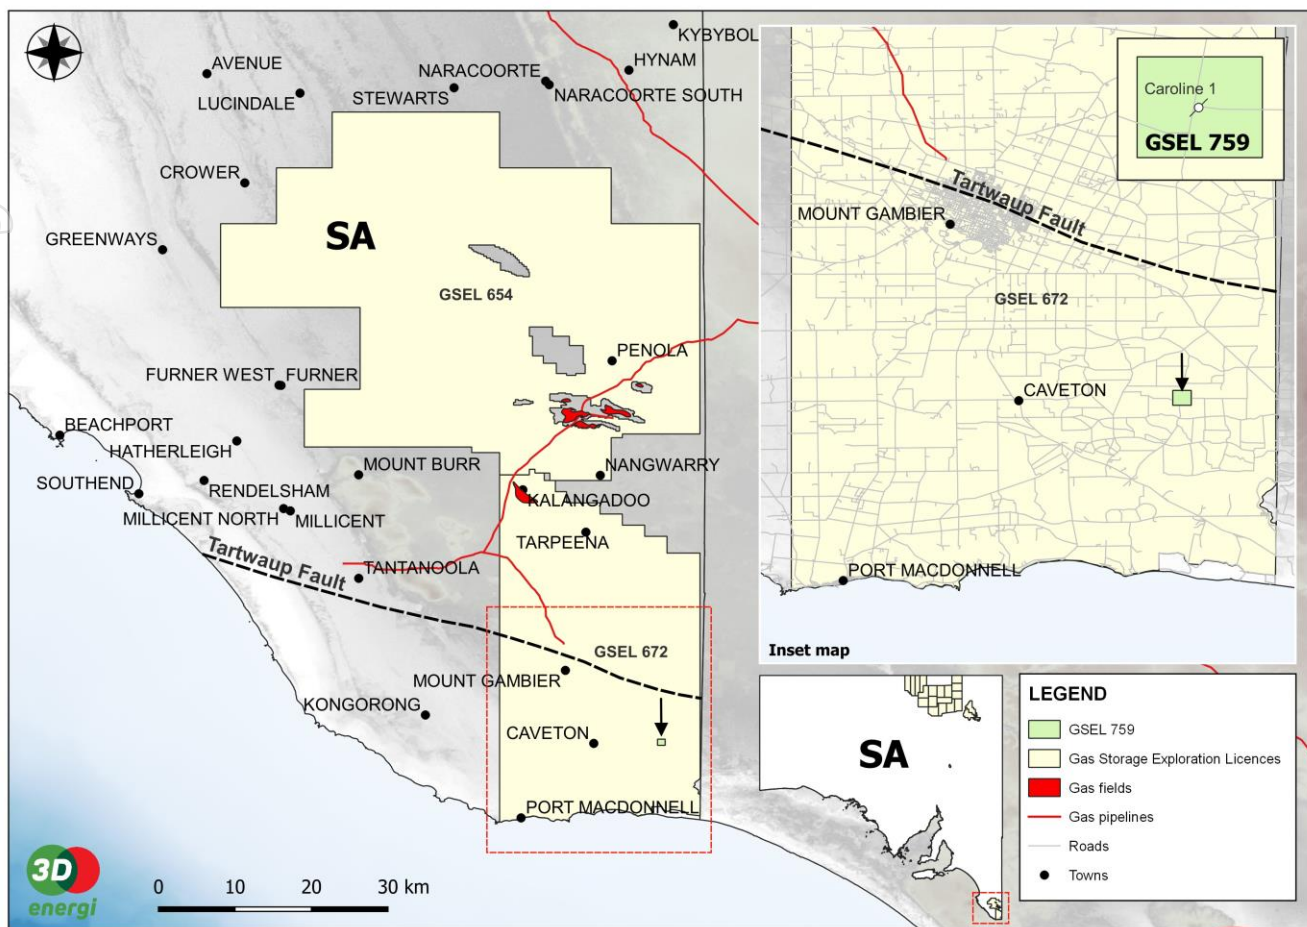 KYBYBOL
AVENUE
NARACOORTE
HYNAM
LUCINDALE
STEWARTS
NARACOORTE SOUTH
CROWER
SA
GREENWAYS
GSEL 654
PENOLA
FURNER WEST
FURNER
BEACHPORT
HATHERLEIGH
MOUNT BURR
NANGWARRY
SOUTHEND
RENDELSHAM
KALANGADOO
MILLICENT NORTH
MILLICENT
TARPEENA
Tartwaup Fault
TANTANOOLA
GSEL 672
MOUNT GAMBIER
KONGORONG
CAVETON
PORT MACDONNELL
3D
energi
0 10 20 30 km
Caroline 1
GSEL 759
Tartwaup Fault
MOUNT GAMBIER
GSEL 672
CAVETON
PORT MACDONNELL
Inset map
SA
LEGEND
GSEL 759
Gas Storage Exploration Licences
Gas fields
Gas pipelines
Roads
Towns